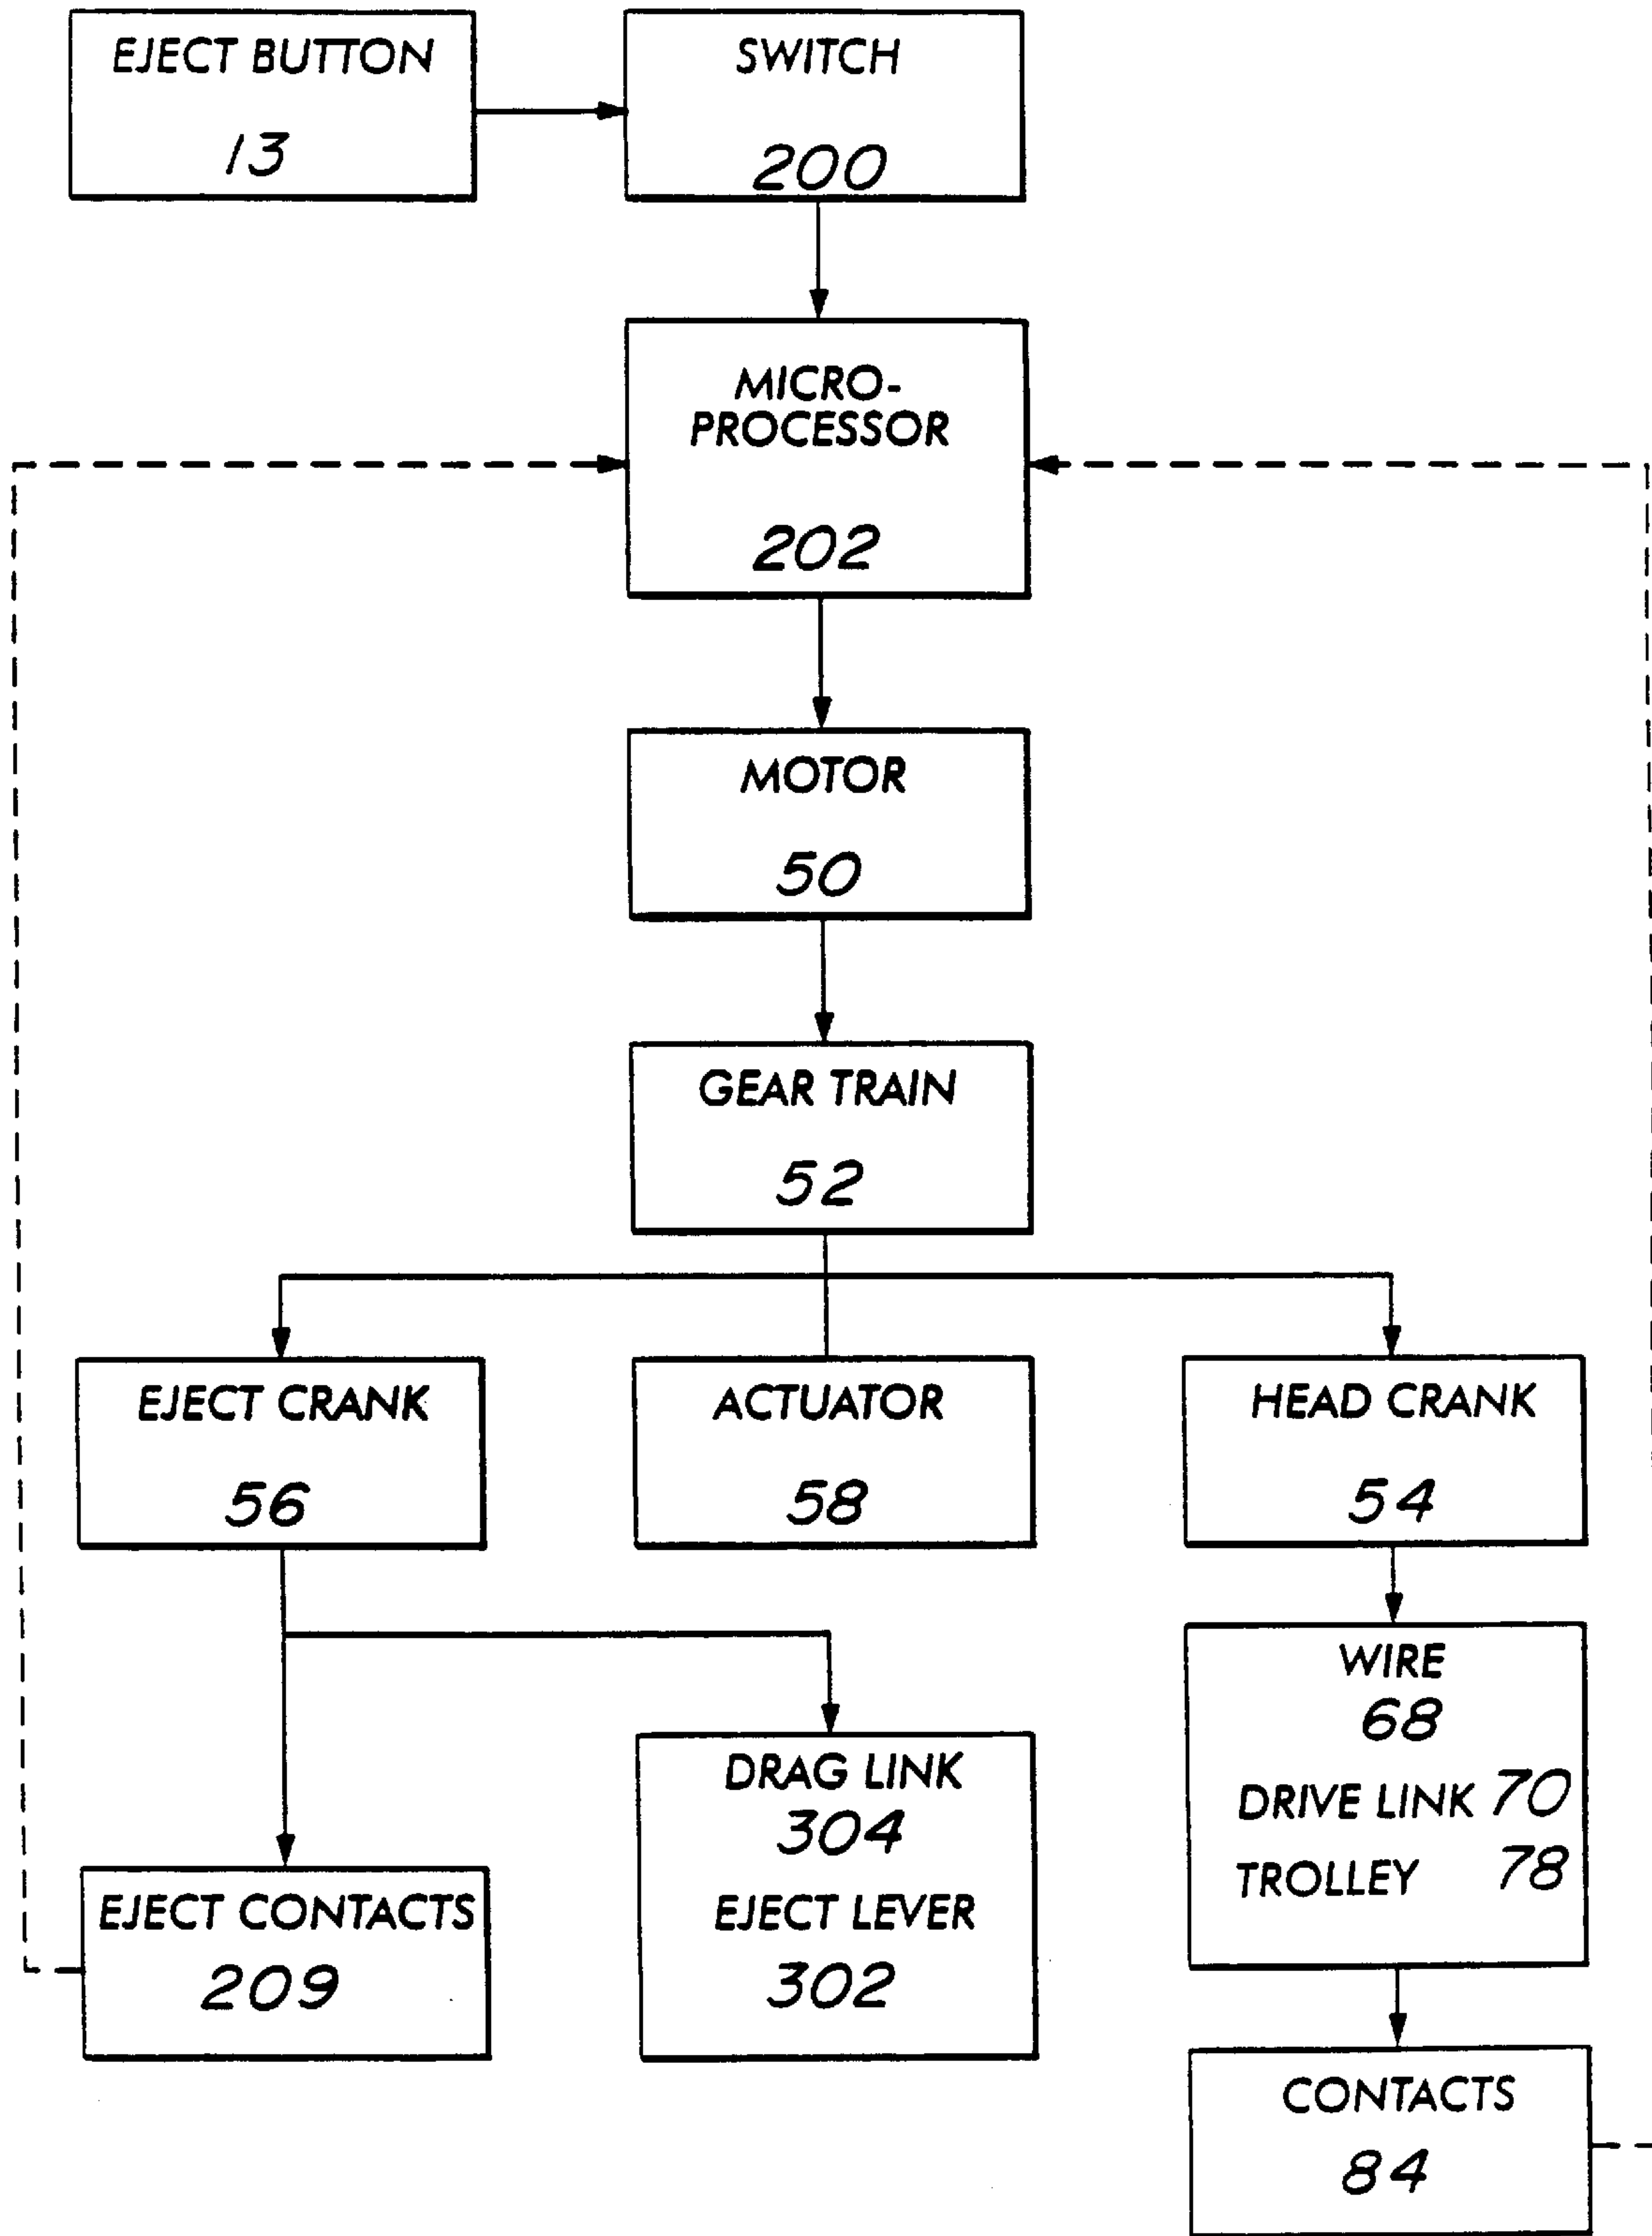 EJECT BUTTON
13
SWITCH
200
MICRO-
PROCESSOR
202
MOTOR
50
GEAR TRAIN
52
EJECT CRANK
56
ACTUATOR
58
HEAD CRANK
54
WIRE
68
DRIVE LINK 70
TROLLEY 78
DRAG LINK
304
EJECT LEVER
302
EJECT CONTACTS
209
CONTACTS
84